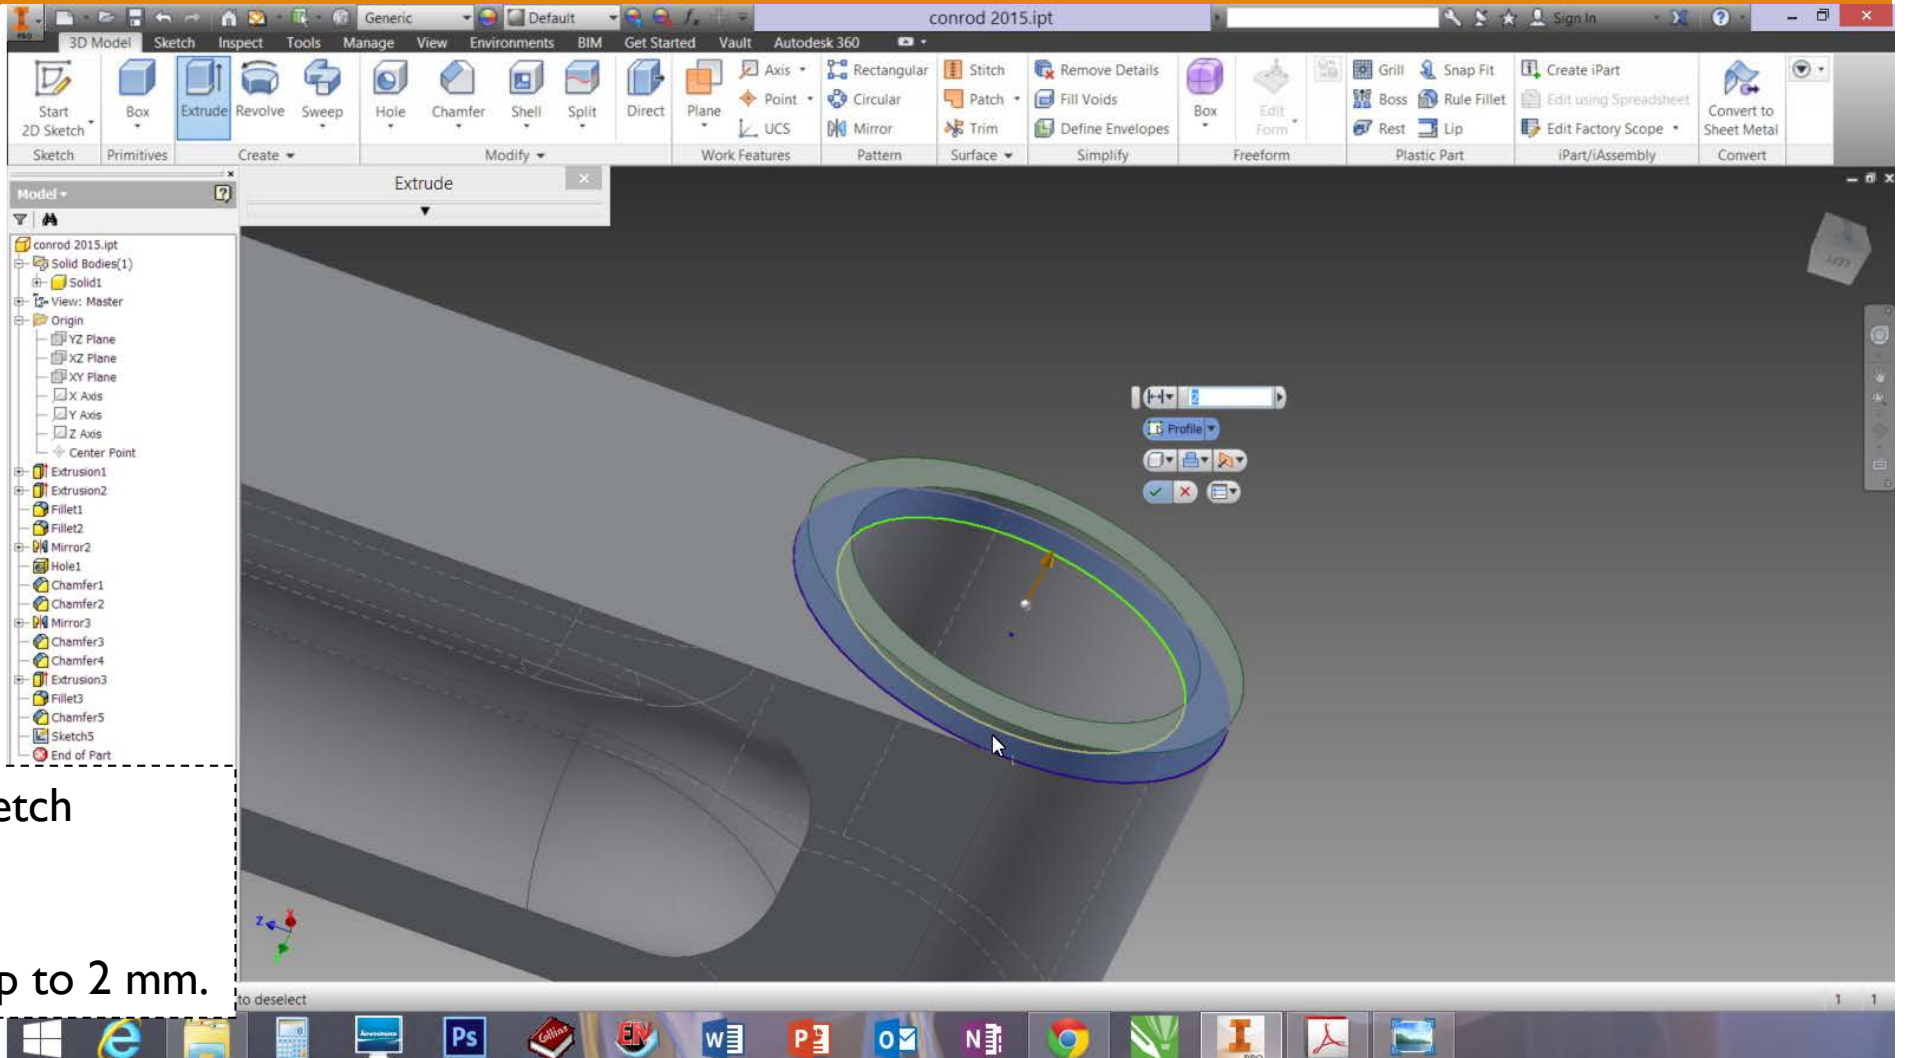 Generic
Default
conrod 2015.ipt
Sign In
PRO
3D Model Sketch Inspect Tools Manage View Environments BIM Get Started Vault Autodesk 360
Start
2D Sketch
Box
Extrude
Revolve
Sweep
Hole
Chamfer
Shell
Split
Direct
Plane
Axis
Point
UCS
Rectangular
Circular
Mirror
Stitch
Patch
Trim
Remove Details
Fill Voids
Define Envelopes
Box
Edit
Form
Grill Snap Fit
Boss Rule Fillet
Rest Lip
Create iPart
Edit using Spreadsheet
Edit Factory Scope
Convert to
Sheet Metal
Sketch Primitives Create Modify Work Features Pattern Surface Simplify Freeform Plastic Part iPart/iAssembly Convert
Model
Extrude
conrod 2015.ipt
Solid Bodies(1)
Solid1
View: Master
Origin
YZ Plane
XZ Plane
XY Plane
X Axis
Y Axis
Z Axis
Center Point
Extrusion1
Extrusion2
Fillet1
Fillet2
Mirror2
Hole1
Chamfer1
Chamfer2
Mirror3
Chamfer3
Chamfer4
Extrusion3
Fillet3
Chamfer5
Sketch5
End of Part
2
Profile
etch
p to 2 mm.
z
to deselect
1 1
Ps
Collins
EN
W
P
O
N
I
PRO